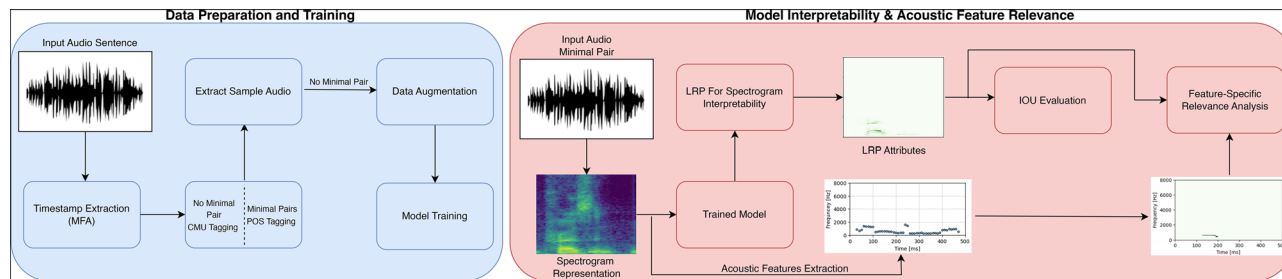 Data Preparation and Training
Input Audio Sentence
Extract Sample Audio
No Minimal Pair
Data Augmentation
Timestamp Extraction
(MFA)
No Minimal
Pair
CMU Tagging
Minimal Pairs
POS Tagging
Model Training
Model Interpretability & Acoustic Feature Relevance
Input Audio
Minimal Pair
LRP For Spectrogram
Interpretability
LRP Attributes
IOU Evaluation
Feature-Specific
Relevance Analysis
Spectrogram
Representation
Trained Model
Acoustic Features Extraction
Frequency [Hz]
8000
6000
4000
2000
0
0 100 200 300 400 500
Time [ms]
Frequency [Hz]
8000
6000
4000
2000
0
0 100 200 300 400 500
Time [ms]